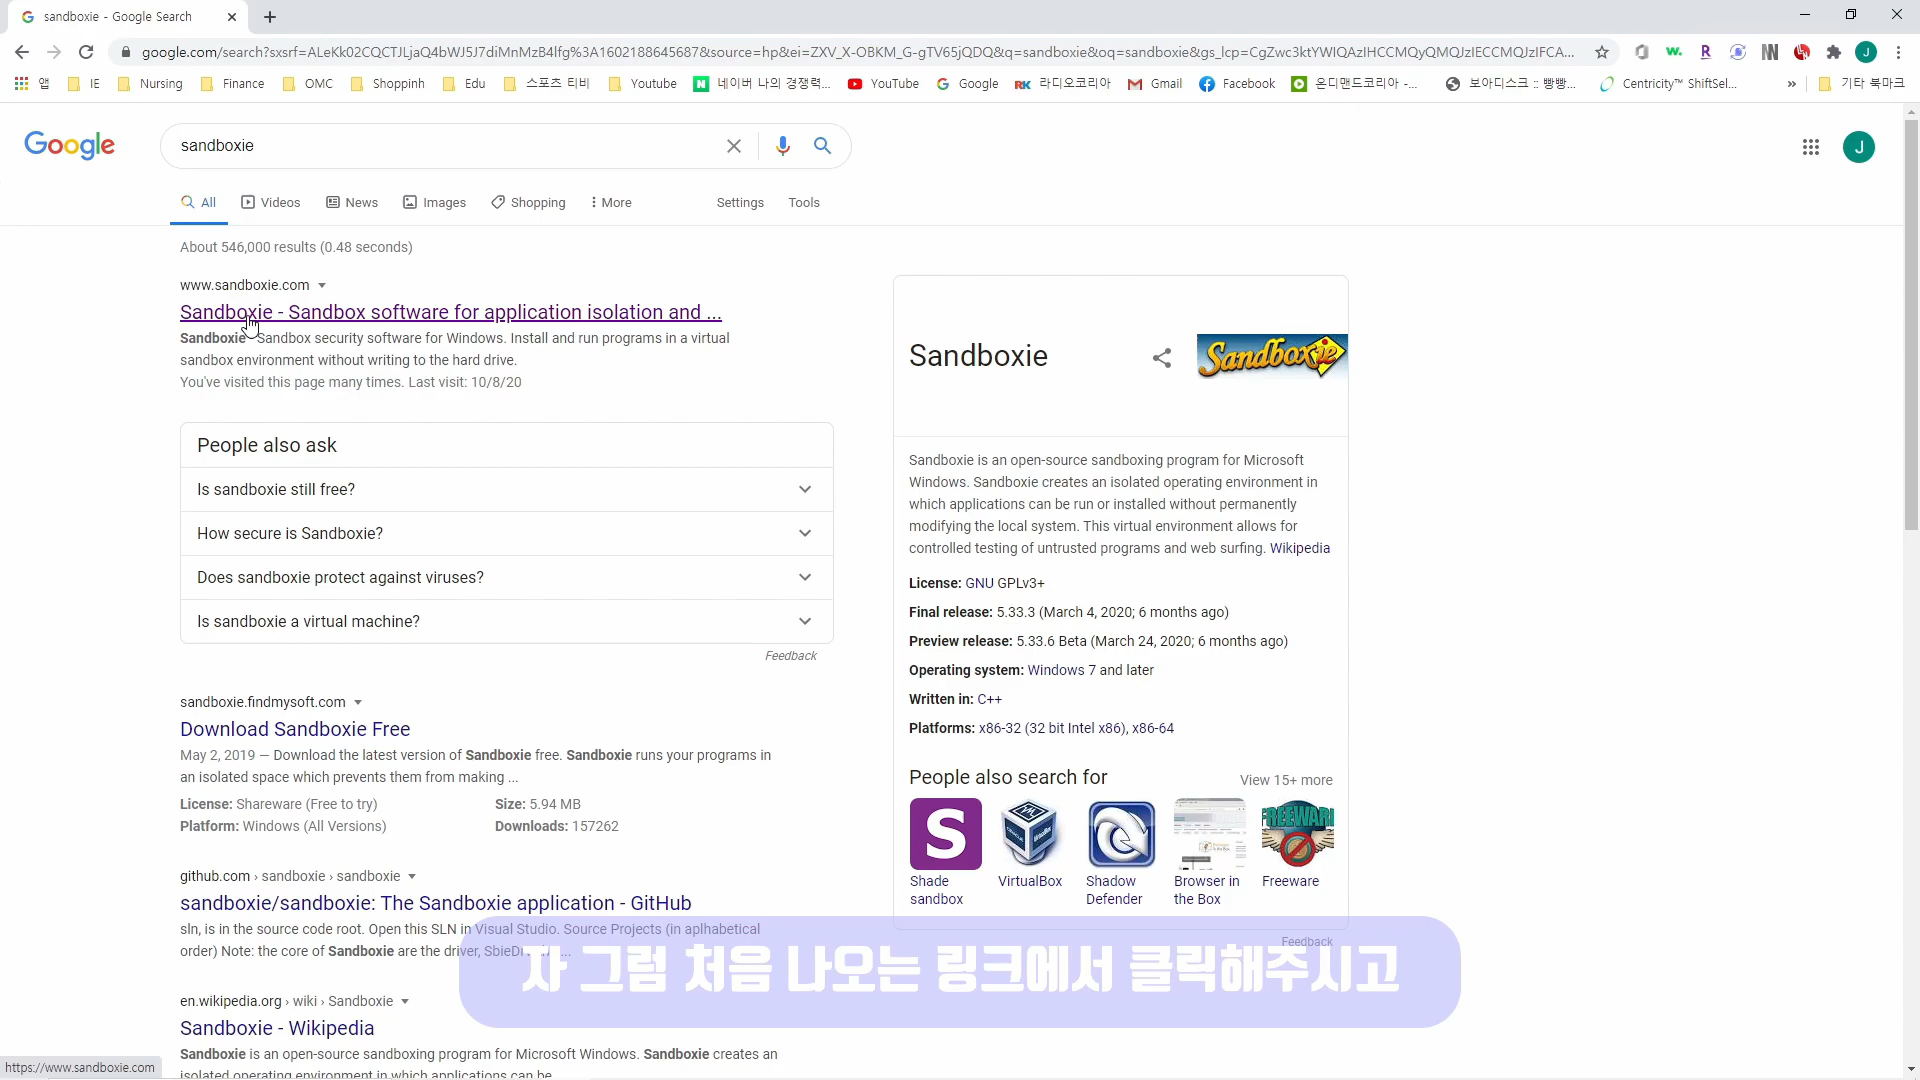 sandboxie - Google Search
google.com/search?sxsrf=ALeKk02CQCTJLjaQ4bWJ5J7diMnMzB4lfg%3A1602188645687&source=hp&ei=ZXV_X-OBKM_G-gTV65jQDQ&q=sandboxie&oq=sandboxie&gs_lcp=CgZwc3ktYWIQAzIHCCMQyQMQJzIECCMQJzIFCA...
앱 IE Nursing Finance OMC Shoppinh Edu 스포츠 티비 Youtube 네이버 나의 경쟁력... YouTube Google 라디오코리아 Gmail Facebook 온디맨드코리아 -... 보아디스크 :: 빵빵... Centricity™ ShiftSel... » 기타 북마크
Google
sandboxie
J
All Videos News Images Shopping More Settings Tools
About 546,000 results (0.48 seconds)
www.sandboxie.com
Sandboxie - Sandbox software for application isolation and ...
Sandboxie - Sandbox security software for Windows. Install and run programs in a virtual
sandbox environment without writing to the hard drive.
You've visited this page many times. Last visit: 10/8/20
People also ask
Is sandboxie still free?
How secure is Sandboxie?
Does sandboxie protect against viruses?
Is sandboxie a virtual machine?
Feedback
sandboxie.findmysoft.com
Download Sandboxie Free
May 2, 2019 — Download the latest version of Sandboxie free. Sandboxie runs your programs in
an isolated space which prevents them from making ...
License: Shareware (Free to try) Size: 5.94 MB
Platform: Windows (All Versions) Downloads: 157262
github.com › sandboxie › sandboxie
sandboxie/sandboxie: The Sandboxie application - GitHub
sln, is in the source code root. Open this SLN in Visual Studio. Source Projects (in aplhabetical
order) Note: the core of Sandboxie are the driver,
en.wikipedia.org › wiki › Sandboxie
Sandboxie - Wikipedia
Sandboxie is an open-source sandboxing program for Microsoft Windows. Sandboxie creates an
isolated operating environment in which applications can be
Sandboxie
Sandboxie
Sandboxie is an open-source sandboxing program for Microsoft
Windows. Sandboxie creates an isolated operating environment in
which applications can be run or installed without permanently
modifying the local system. This virtual environment allows for
controlled testing of untrusted programs and web surfing. Wikipedia
License: GNU GPLv3+
Final release: 5.33.3 (March 4, 2020; 6 months ago)
Preview release: 5.33.6 Beta (March 24, 2020; 6 months ago)
Operating system: Windows 7 and later
Written in: C++
Platforms: x86-32 (32 bit Intel x86), x86-64
People also search for View 15+ more
FREEWARE
Shade VirtualBox Shadow Browser in Freeware
sandbox Defender the Box
Feedback
자 그럼 처음 나오는 링크에서 클릭해주시고
https://www.sandboxie.com